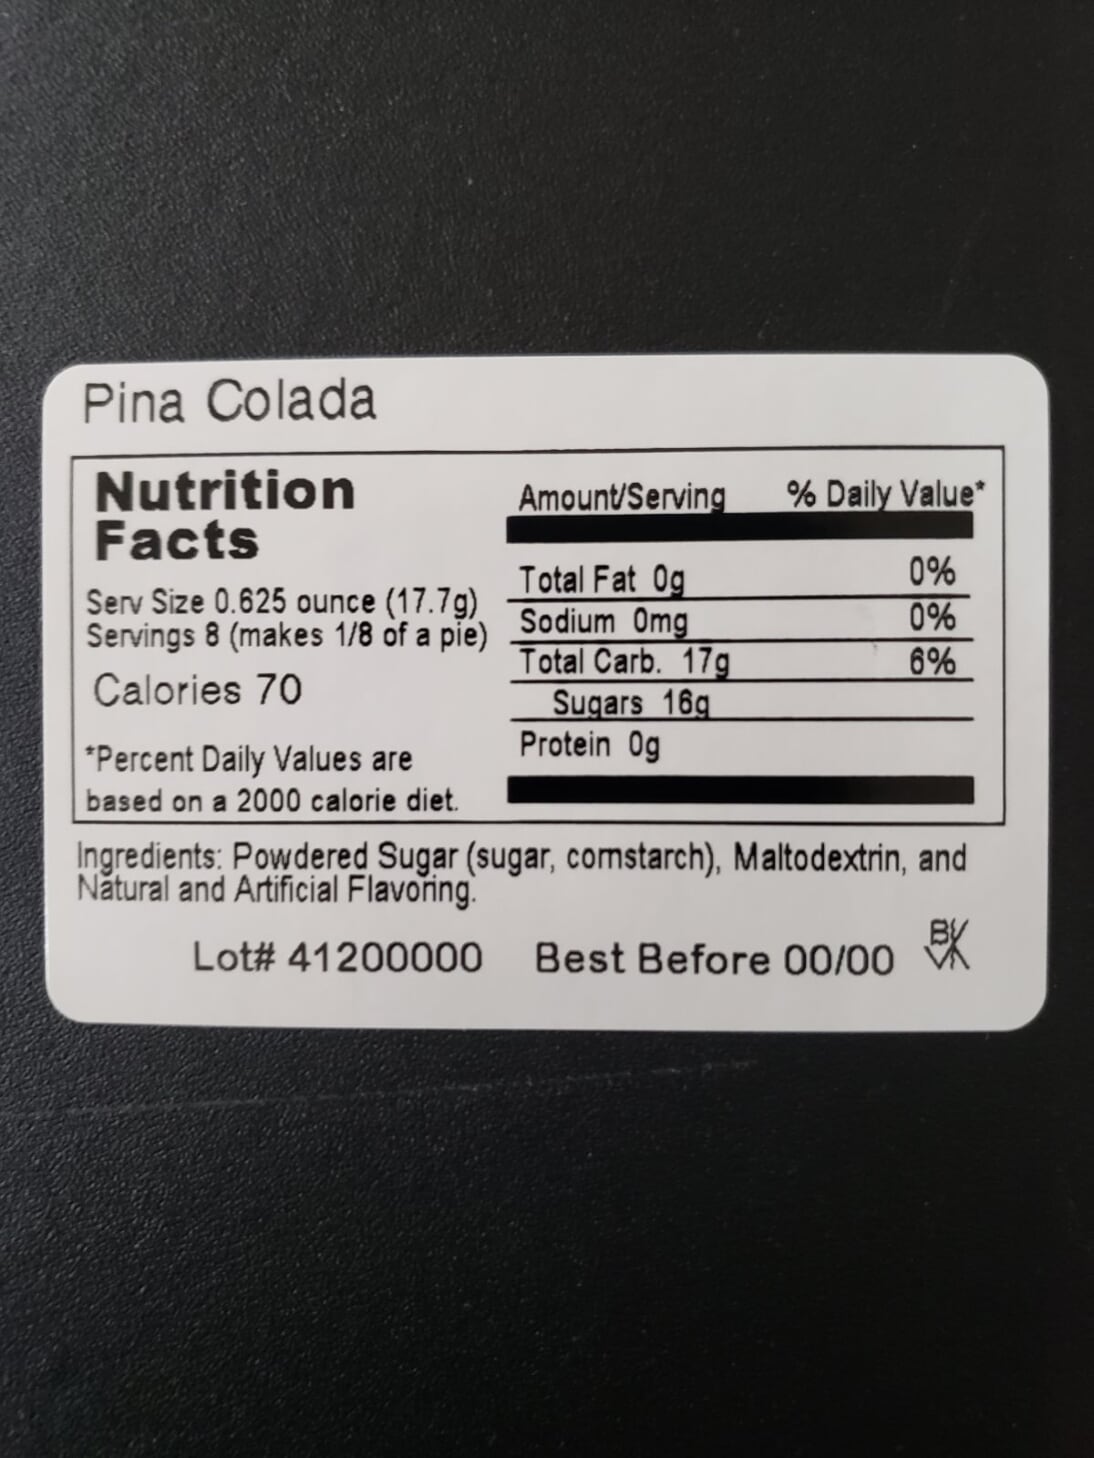 Pina Colada
Nutrition
Facts
Serv Size 0.625 ounce (17.7g)
Servings 8 (makes 1/8 of a pie)
Calories 70
*Percent Daily Values are
based on a 2000 calorie diet.
Amount/Serving % Daily Value*
Total Fat 0g 0%
Sodium 0mg 0%
Total Carb. 17g 6%
Sugars 16g
Protein 0g
Ingredients: Powdered Sugar (sugar, cornstarch), Maltodextrin, and
Natural and Artificial Flavoring.
Lot# 41200000 Best Before 00/00